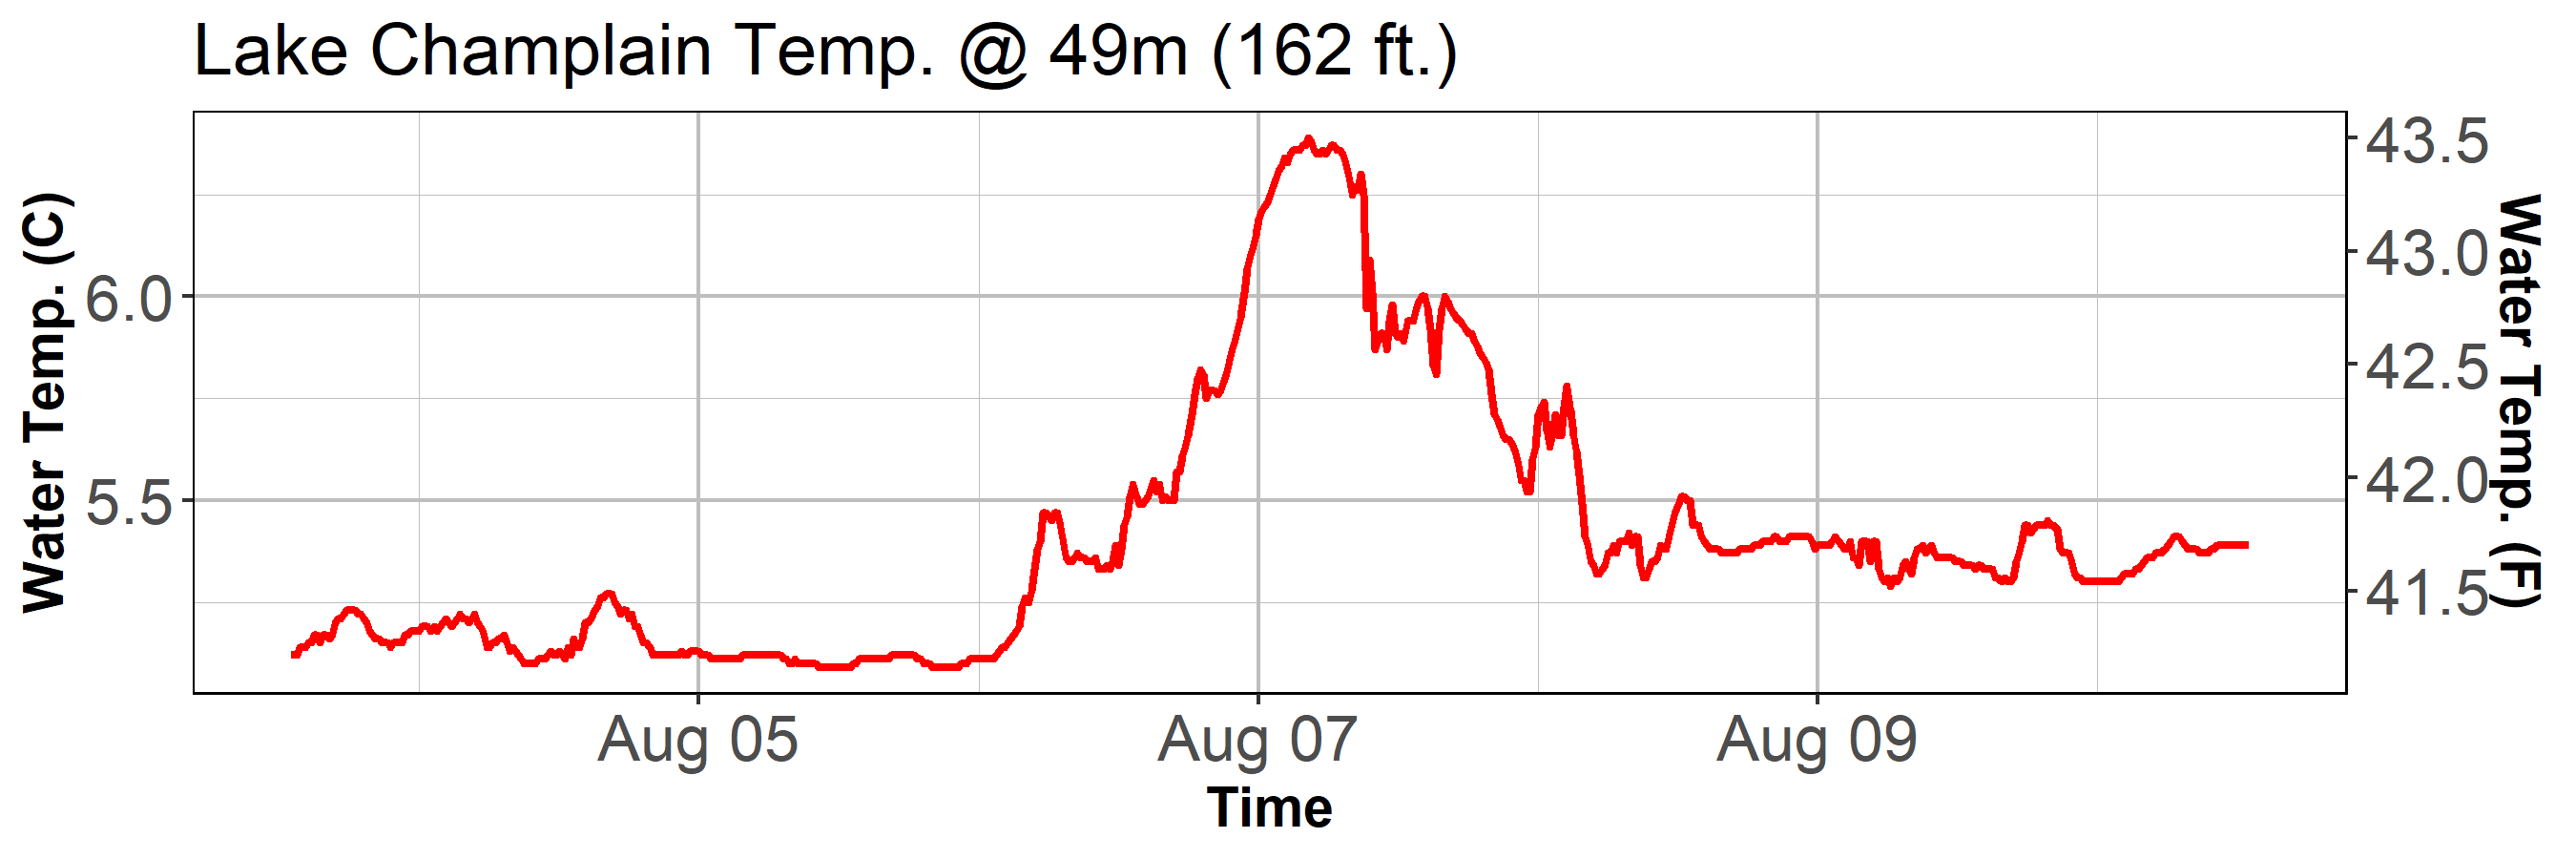 Lake Champlain Temp. @ 49m (162 ft.)
Water Temp. (C)
6.0
5.5
43.5
43.0
42.5
42.0
41.5
Water Temp. (F)
Aug 05 Aug 07 Aug 09
Time